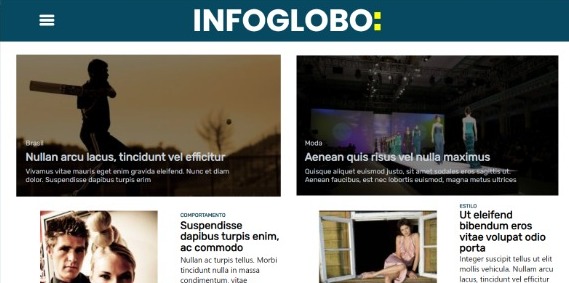 INFOGLOBO:
Brasil
Nullan arcu lacus, tincidunt vel efficitur
Vivamus vitae mauris eget enim gravida eleifend. Nunc et diam
dolor. Suspendisse dapibus turpis enim
Moda
Aenean quis risus vel nulla maximus
Quisque aliquet euismod justo, sit amet sodales eros sagittis ut.
Aenean faucibus, est nec lobortis euismod, magna metus ultrices
COMPORTAMENTO
Suspendisse
dapibus turpis enim,
ac commodo
Nullan ac turpis tellus. Morbi
tincidunt nulla in massa
condimentum, vitae
ESTILO
Ut eleifend
bibendum eros
vitae volupat odio
porta
Integer suscipit tellus ut elit
mollis vehicula. Nullam arcu
lacus, tincidunt vel efficitur